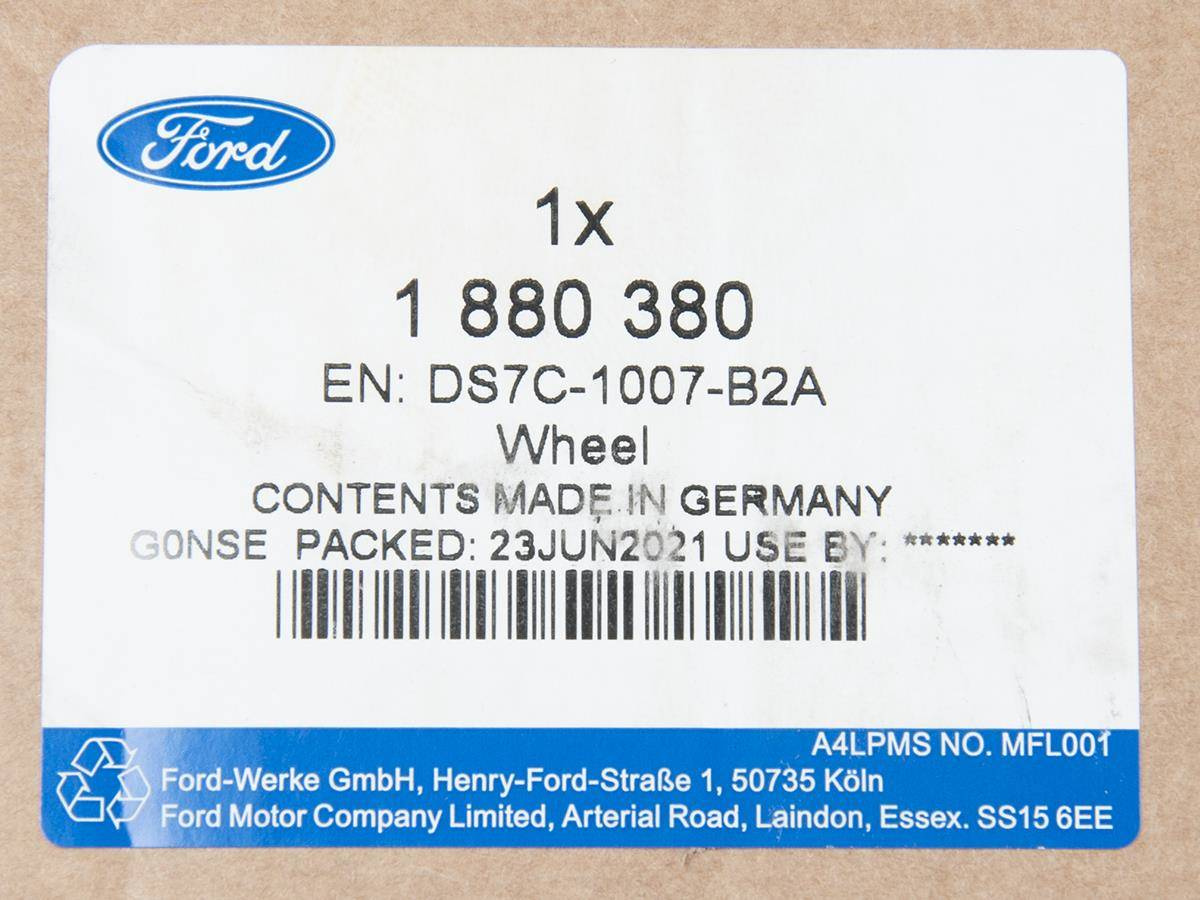 Ford
1x
1 880 380
EN: DS7C-1007-B2A
Wheel
CONTENTS MADE IN GERMANY
G0NSE PACKED: 23JUN2021 USE BY: *******
A4LPMS NO. MFL001
Ford-Werke GmbH, Henry-Ford-Straße 1, 50735 Köln
Ford Motor Company Limited, Arterial Road, Laindon, Essex. SS15 6EE